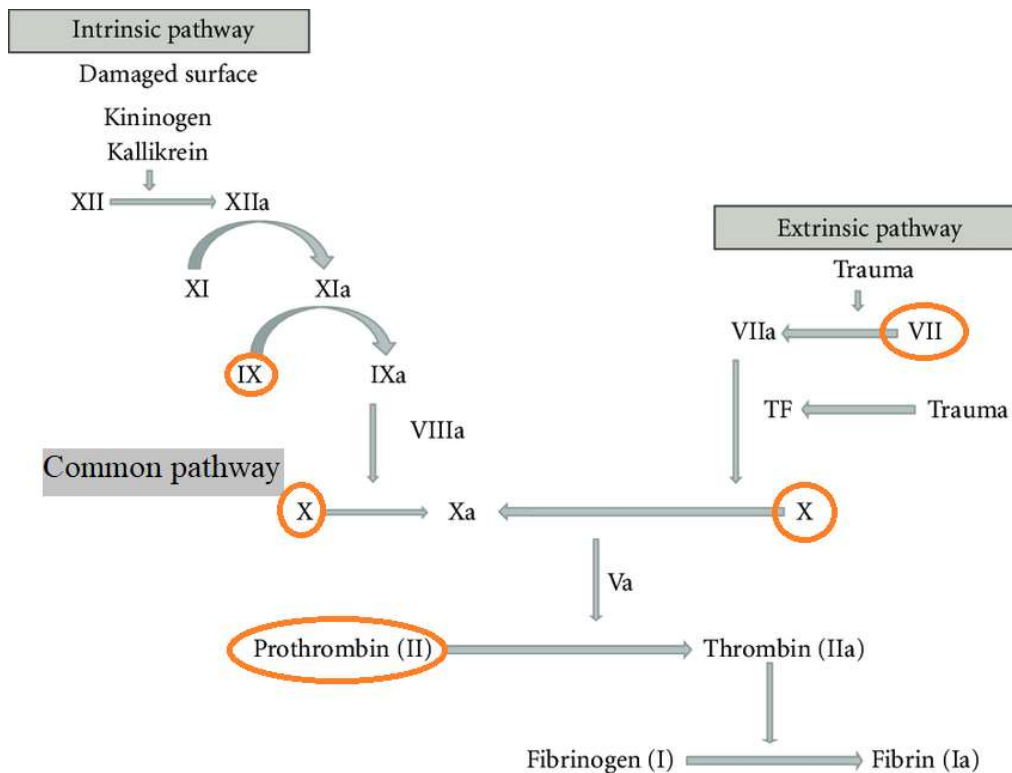 Intrinsic pathway
Damaged surface
Kininogen
Kallikrein
XII
XIIa
XI
XIa
IX
IXa
VIIIa
Extrinsic pathway
Trauma
VIIa
VII
TF
Trauma
Common pathway
X
Xa
X
Va
Prothrombin (II)
Thrombin (IIa)
Fibrinogen (I)
Fibrin (Ia)